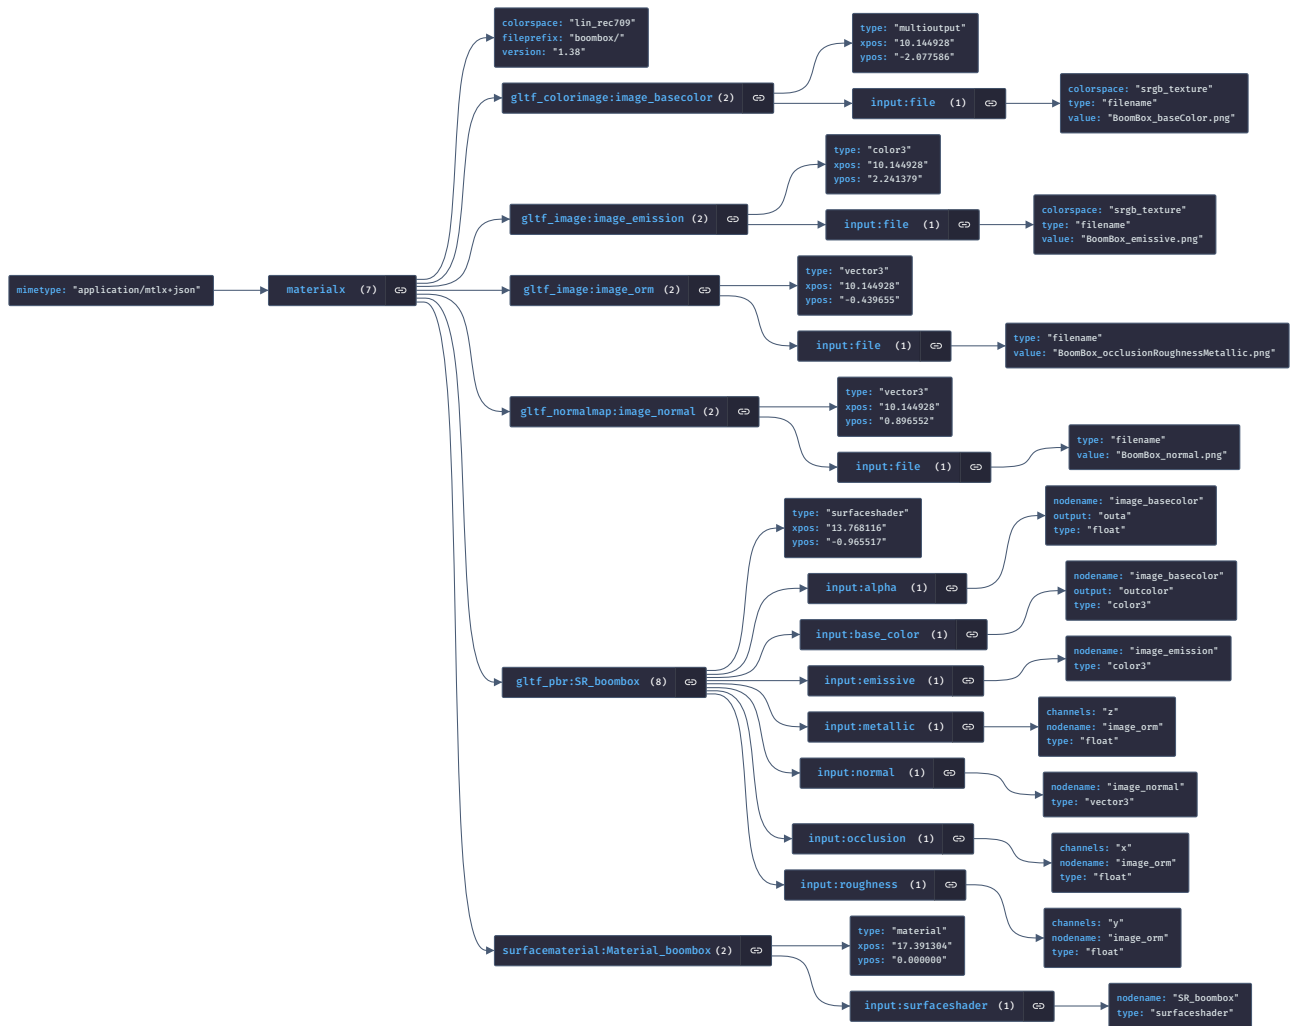 mimetype: "application/mtlx+json"
materialx (7)
colorspace: "lin_rec709"
fileprefix: "boombox/"
version: "1.38"
gltf_colorimage:image_basecolor (2)
type: "multioutput"
xpos: "10.144928"
ypos: "-2.077586"
input:file (1)
colorspace: "srgb_texture"
type: "filename"
value: "BoomBox_baseColor.png"
gltf_image:image_emission (2)
type: "color3"
xpos: "10.144928"
ypos: "2.241379"
input:file (1)
colorspace: "srgb_texture"
type: "filename"
value: "BoomBox_emissive.png"
gltf_image:image_orm (2)
type: "vector3"
xpos: "10.144928"
ypos: "-0.439655"
input:file (1)
type: "filename"
value: "BoomBox_occlusionRoughnessMetallic.png"
gltf_normalmap:image_normal (2)
type: "vector3"
xpos: "10.144928"
ypos: "0.896552"
input:file (1)
type: "filename"
value: "BoomBox_normal.png"
gltf_pbr:SR_boombox (8)
type: "surfaceshader"
xpos: "13.768116"
ypos: "-0.965517"
input:alpha (1)
nodename: "image_basecolor"
output: "outa"
type: "float"
input:base_color (1)
nodename: "image_basecolor"
output: "outcolor"
type: "color3"
input:emissive (1)
nodename: "image_emission"
type: "color3"
input:metallic (1)
channels: "z"
nodename: "image_orm"
type: "float"
input:normal (1)
nodename: "image_normal"
type: "vector3"
input:occlusion (1)
channels: "x"
nodename: "image_orm"
type: "float"
input:roughness (1)
channels: "y"
nodename: "image_orm"
type: "float"
surfacematerial:Material_boombox (2)
type: "material"
xpos: "17.391304"
ypos: "0.000000"
input:surfaceshader (1)
nodename: "SR_boombox"
type: "surfaceshader"